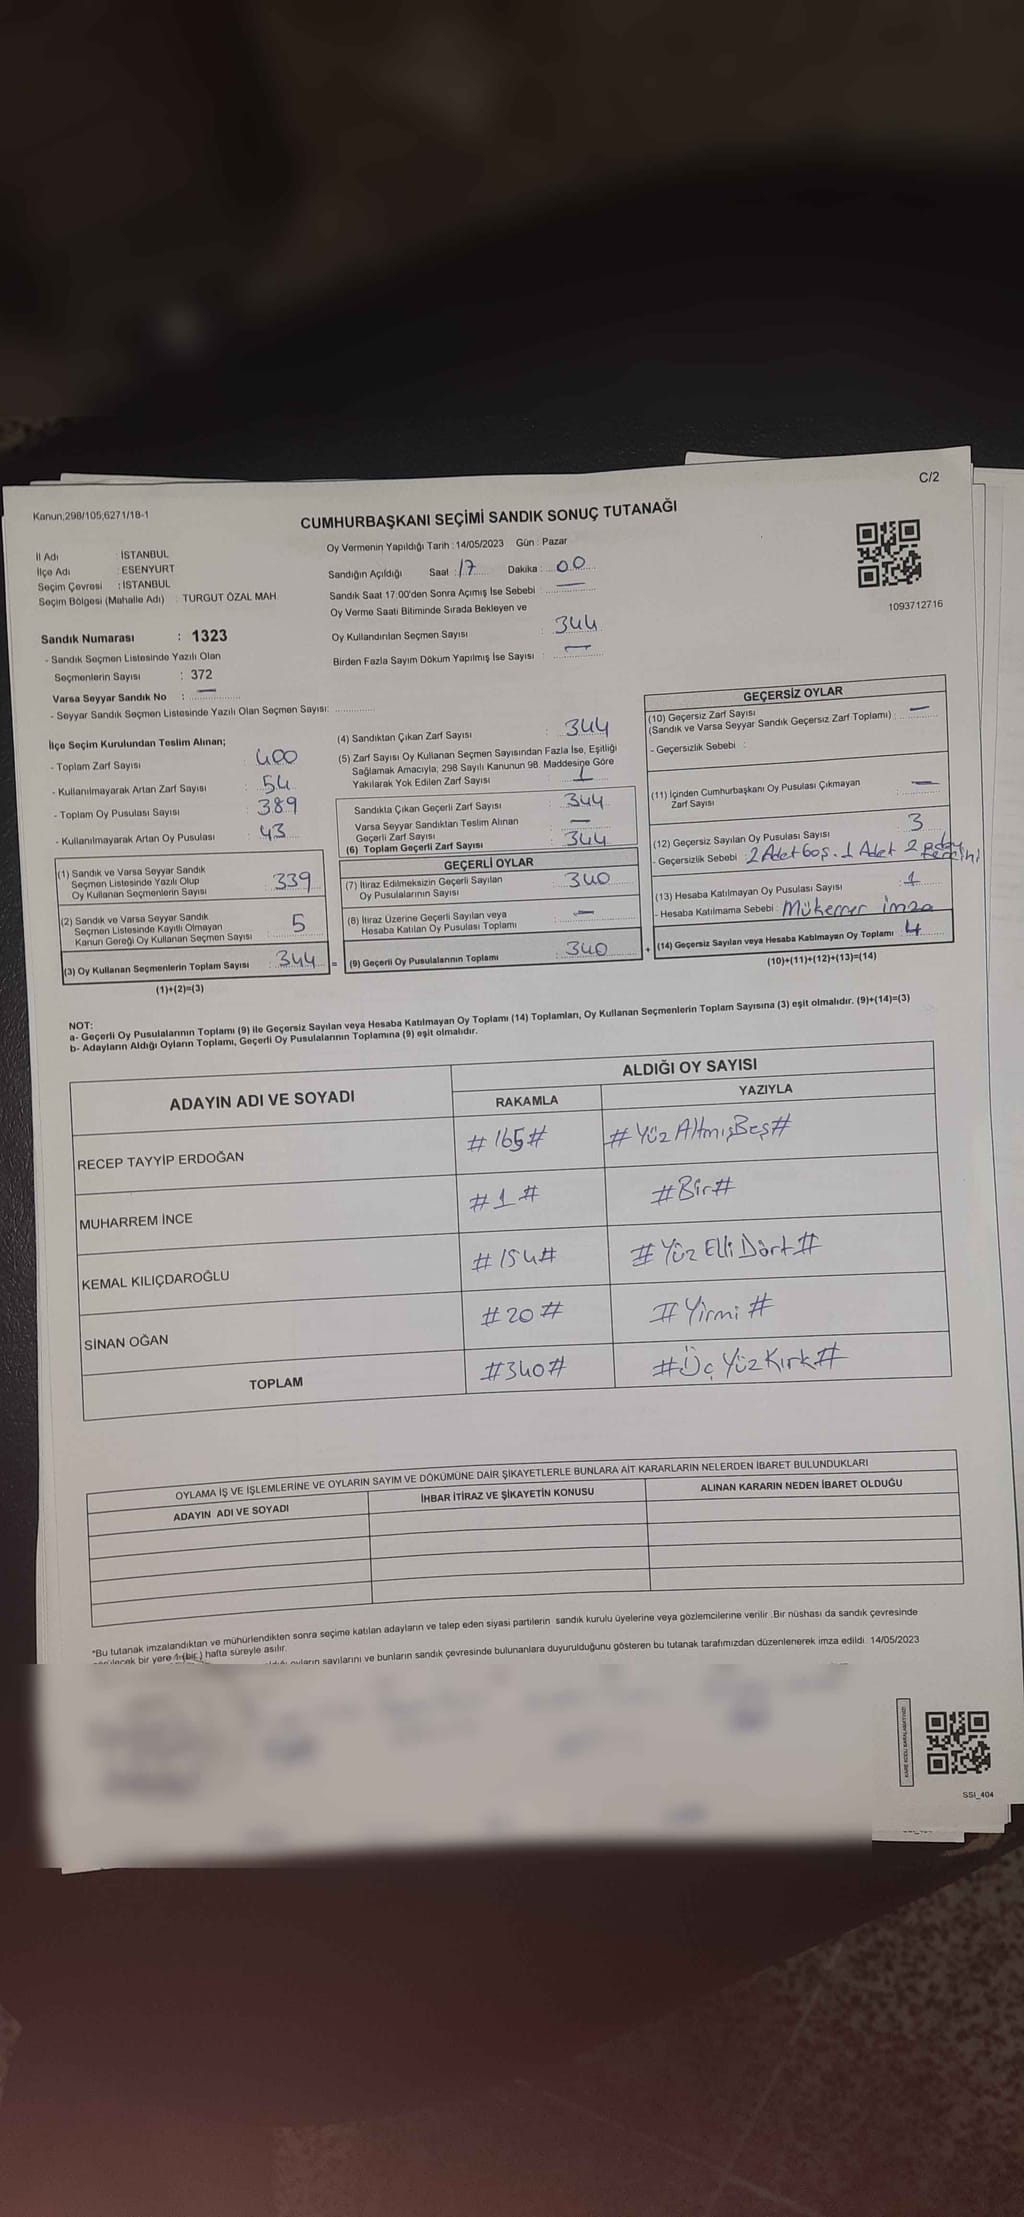 C/2
Kanun,298/105,6271/18-1
CUMHURBAŞKANI SEÇİMİ SANDIK SONUÇ TUTANAĞI
İl Adı : İSTANBUL
İlçe Adı : ESENYURT
Seçim Çevresi : İSTANBUL
Seçim Bölgesi (Mahalle Adı) : TURGUT ÖZAL MAH.
Sandık Numarası : 1323
- Sandık Seçmen Listesinde Yazılı Olan
Seçmenlerin Sayısı : 372
Varsa Seyyar Sandık No : —
- Seyyar Sandık Seçmen Listesinde Yazılı Olan Seçmen Sayısı:
Oy Vermenin Yapıldığı Tarih : 14/05/2023 Gün : Pazar
Sandığın Açıldığı Saat : 17 Dakika : 00
Sandık Saat 17:00'den Sonra Açımış İse Sebebi : —
Oy Verme Saati Bitiminde Sırada Bekleyen ve
Oy Kullandırılan Seçmen Sayısı : 344
Birden Fazla Sayım Döküm Yapılmış İse Sayısı : —
1093712716
İlçe Seçim Kurulundan Teslim Alınan;
- Toplam Zarf Sayısı : 400
- Kullanılmayarak Artan Zarf Sayısı : 54
- Toplam Oy Pusulası Sayısı : 389
- Kullanılmayarak Artan Oy Pusulası : 43
(1) Sandık ve Varsa Seyyar Sandık
Seçmen Listesinde Yazılı Olup
Oy Kullanan Seçmenlerin Sayısı : 339
(2) Sandık ve Varsa Seyyar Sandık
Seçmen Listesinde Kayıtlı Olmayan
Kanun Gereği Oy Kullanan Seçmen Sayısı : 5
(3) Oy Kullanan Seçmenlerin Toplam Sayısı : 344 =
(1)+(2)=(3)
(4) Sandıktan Çıkan Zarf Sayısı : 344
(5) Zarf Sayısı Oy Kullanan Seçmen Sayısından Fazla İse, Eşitliği
Sağlamak Amacıyla; 298 Sayılı Kanunun 98. Maddesine Göre
Yakılarak Yok Edilen Zarf Sayısı : 1
Sandıkta Çıkan Geçerli Zarf Sayısı : 344
Varsa Seyyar Sandıktan Teslim Alınan
Geçerli Zarf Sayısı : —
(6) Toplam Geçerli Zarf Sayısı : 344
GEÇERLİ OYLAR
(7) İtiraz Edilmeksizin Geçerli Sayılan
Oy Pusulalarının Sayısı : 340
(8) İtiraz Üzerine Geçerli Sayılan veya
Hesaba Katılan Oy Pusulası Toplamı : —
(9) Geçerli Oy Pusulalarının Toplamı : 340 +
GEÇERSİZ OYLAR
(10) Geçersiz Zarf Sayısı
(Sandık ve Varsa Seyyar Sandık Geçersiz Zarf Toplamı) : —
- Geçersizlik Sebebi :
(11) İçinden Cumhurbaşkanı Oy Pusulası Çıkmayan
Zarf Sayısı : —
(12) Geçersiz Sayılan Oy Pusulası Sayısı : 3
- Geçersizlik Sebebi : 2 Adet boş. 1 Adet 2
(13) Hesaba Katılmayan Oy Pusulası Sayısı : 1
- Hesaba Katılmama Sebebi : Mükerrer imza
(14) Geçersiz Sayılan veya Hesaba Katılmayan Oy Toplamı : 4
(10)+(11)+(12)+(13)=(14)
NOT:
a- Geçerli Oy Pusulalarının Toplamı (9) ile Geçersiz Sayılan veya Hesaba Katılmayan Oy Toplamı (14) Toplamları, Oy Kullanan Seçmenlerin Toplam Sayısına (3) eşit olmalıdır. (9)+(14)=(3)
b- Adayların Aldığı Oyların Toplamı, Geçerli Oy Pusulalarının Toplamına (9) eşit olmalıdır.
ADAYIN ADI VE SOYADI
ALDIĞI OY SAYISI
RAKAMLA YAZIYLA
RECEP TAYYİP ERDOĞAN #165# #YüzAltmışBeş#
MUHARREM İNCE #1# #Bir#
KEMAL KILIÇDAROĞLU #154# #YüzElliDört#
SİNAN OĞAN #20# #Yirmi#
TOPLAM #340# #ÜçYüzKırk#
OYLAMA İŞ VE İŞLEMLERİNE VE OYLARIN SAYIM VE DÖKÜMÜNE DAİR ŞİKAYETLERLE BUNLARA AİT KARARLARIN NELERDEN İBARET BULUNDUKLARI
ADAYIN ADI VE SOYADI İHBAR İTİRAZ VE ŞİKAYETİN KONUSU ALINAN KARARIN NEDEN İBARET OLDUĞU
*Bu tutanak imzalandıktan ve mühürlendikten sonra seçime katılan adayların ve talep eden siyasi partilerin sandık kurulu üyelerine veya gözlemcilerine verilir .Bir nüshası da sandık çevresinde
bir yere 1 (bir) hafta süreyle asılır.
oyların sayılarını ve bunların sandık çevresinde bulunanlara duyurulduğunu gösteren bu tutanak tarafımızdan düzenlenerek imza edildi. 14/05/2023
KARE KODU KARALAMAYINIZ!
SSI_404